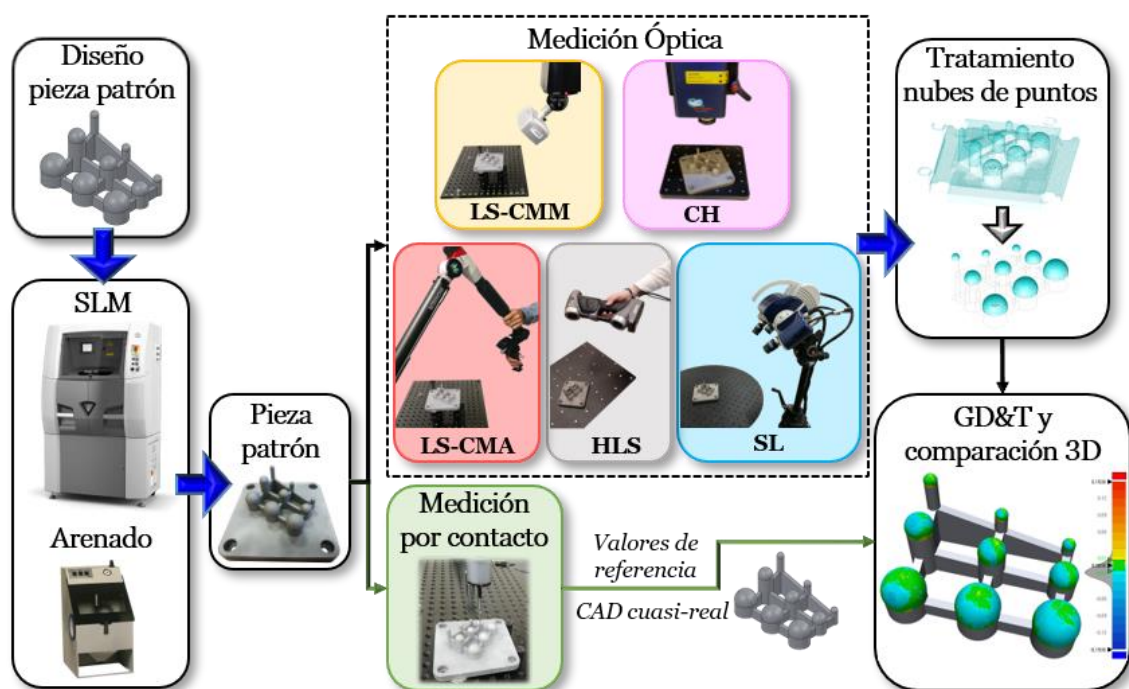 Diseño
pieza patrón
SLM
Arenado
Pieza
patrón
Medición Óptica
LS-CMM
CH
LS-CMA
HLS
SL
Medición
por contacto
Valores de
referencia
CAD cuasi-real
Tratamiento
nubes de puntos
GD&T y
comparación 3D